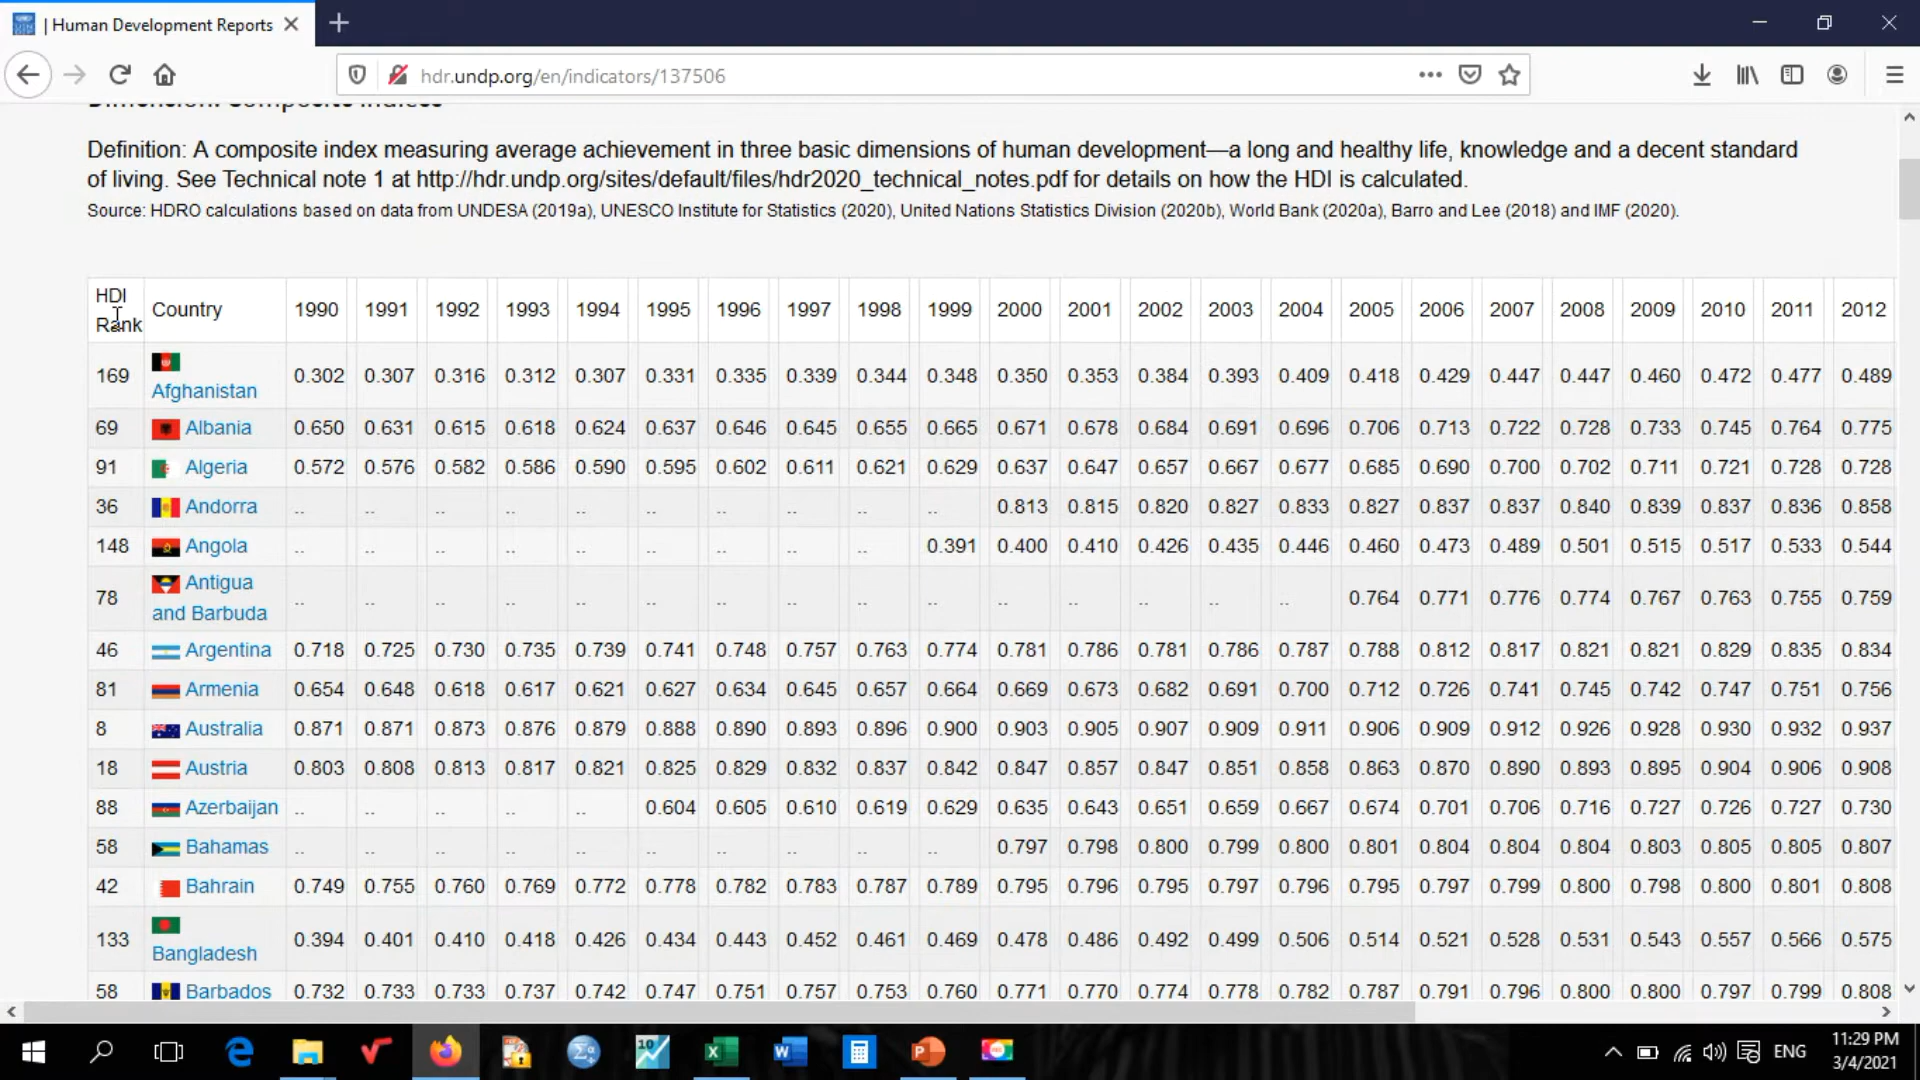 | Human Development Reports
hdr.undp.org/en/indicators/137506
Dimension: Composite indices
Definition: A composite index measuring average achievement in three basic dimensions of human development—a long and healthy life, knowledge and a decent standard
of living. See Technical note 1 at http://hdr.undp.org/sites/default/files/hdr2020_technical_notes.pdf for details on how the HDI is calculated.
Source: HDRO calculations based on data from UNDESA (2019a), UNESCO Institute for Statistics (2020), United Nations Statistics Division (2020b), World Bank (2020a), Barro and Lee (2018) and IMF (2020).
HDI Rank Country 1990 1991 1992 1993 1994 1995 1996 1997 1998 1999 2000 2001 2002 2003 2004 2005 2006 2007 2008 2009 2010 2011 2012
169 Afghanistan 0.302 0.307 0.316 0.312 0.307 0.331 0.335 0.339 0.344 0.348 0.350 0.353 0.384 0.393 0.409 0.418 0.429 0.447 0.447 0.460 0.472 0.477 0.489
69 Albania 0.650 0.631 0.615 0.618 0.624 0.637 0.646 0.645 0.655 0.665 0.671 0.678 0.684 0.691 0.696 0.706 0.713 0.722 0.728 0.733 0.745 0.764 0.775
91 Algeria 0.572 0.576 0.582 0.586 0.590 0.595 0.602 0.611 0.621 0.629 0.637 0.647 0.657 0.667 0.677 0.685 0.690 0.700 0.702 0.711 0.721 0.728 0.728
36 Andorra .. .. .. .. .. .. .. .. .. .. 0.813 0.815 0.820 0.827 0.833 0.827 0.837 0.837 0.840 0.839 0.837 0.836 0.858
148 Angola .. .. .. .. .. .. .. .. .. 0.391 0.400 0.410 0.426 0.435 0.446 0.460 0.473 0.489 0.501 0.515 0.517 0.533 0.544
78 Antigua and Barbuda .. .. .. .. .. .. .. .. .. .. .. .. .. .. .. 0.764 0.771 0.776 0.774 0.767 0.763 0.755 0.759
46 Argentina 0.718 0.725 0.730 0.735 0.739 0.741 0.748 0.757 0.763 0.774 0.781 0.786 0.781 0.786 0.787 0.788 0.812 0.817 0.821 0.821 0.829 0.835 0.834
81 Armenia 0.654 0.648 0.618 0.617 0.621 0.627 0.634 0.645 0.657 0.664 0.669 0.673 0.682 0.691 0.700 0.712 0.726 0.741 0.745 0.742 0.747 0.751 0.756
8 Australia 0.871 0.871 0.873 0.876 0.879 0.888 0.890 0.893 0.896 0.900 0.903 0.905 0.907 0.909 0.911 0.906 0.909 0.912 0.926 0.928 0.930 0.932 0.937
18 Austria 0.803 0.808 0.813 0.817 0.821 0.825 0.829 0.832 0.837 0.842 0.847 0.857 0.847 0.851 0.858 0.863 0.870 0.890 0.893 0.895 0.904 0.906 0.908
88 Azerbaijan .. .. .. .. .. 0.604 0.605 0.610 0.619 0.629 0.635 0.643 0.651 0.659 0.667 0.674 0.701 0.706 0.716 0.727 0.726 0.727 0.730
58 Bahamas .. .. .. .. .. .. .. .. .. .. 0.797 0.798 0.800 0.799 0.800 0.801 0.804 0.804 0.804 0.803 0.805 0.805 0.807
42 Bahrain 0.749 0.755 0.760 0.769 0.772 0.778 0.782 0.783 0.787 0.789 0.795 0.796 0.795 0.797 0.796 0.795 0.797 0.799 0.800 0.798 0.800 0.801 0.808
133 Bangladesh 0.394 0.401 0.410 0.418 0.426 0.434 0.443 0.452 0.461 0.469 0.478 0.486 0.492 0.499 0.506 0.514 0.521 0.528 0.531 0.543 0.557 0.566 0.575
58 Barbados 0.732 0.733 0.733 0.737 0.742 0.747 0.751 0.757 0.753 0.760 0.771 0.770 0.774 0.778 0.782 0.787 0.791 0.796 0.800 0.800 0.797 0.799 0.808
ENG
11:29 PM
3/4/2021